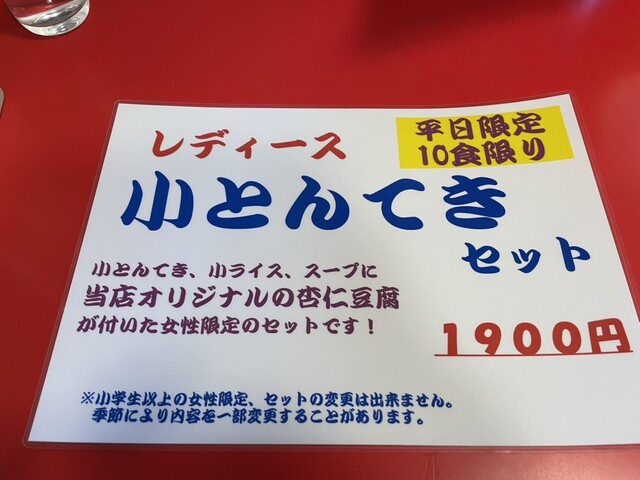 平日限定
10食限り
レディース
小とんてき
セット
小とんてき、小ライス、スープに
当店オリジナルの杏仁豆腐
が付いた女性限定のセットです！
1900円
※小学生以上の女性限定、セットの変更は出来ません。
季節により内容を一部変更することがあります。